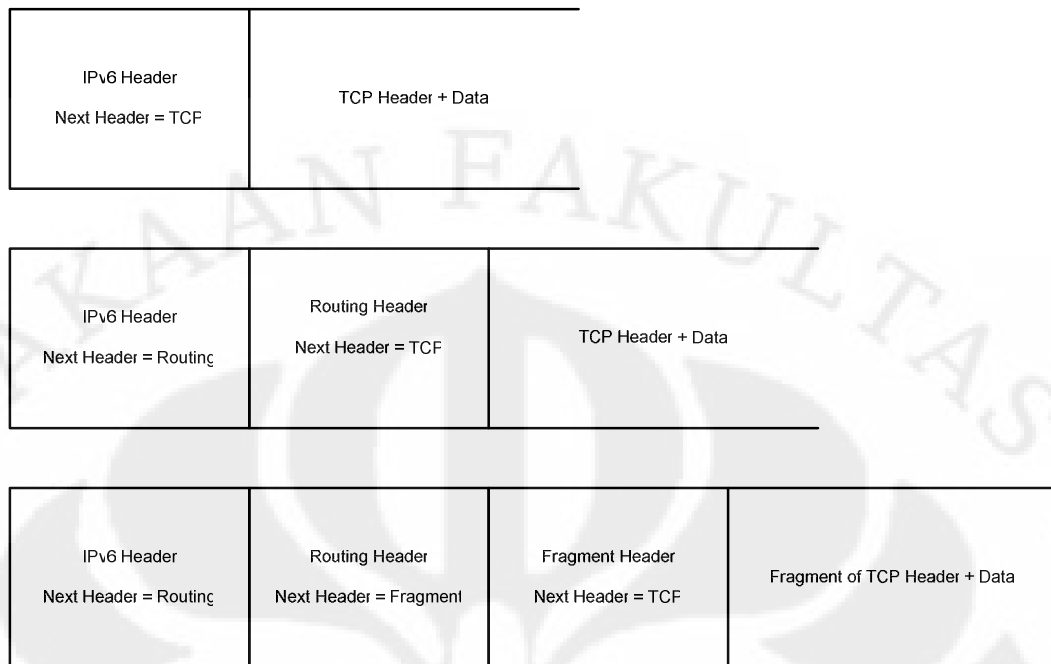 IPv6 Header
Next Header = TCP
TCP Header + Data
IPv6 Header
Next Header = Routing
Routing Header
Next Header = TCP
TCP Header + Data
IPv6 Header
Next Header = Routing
Routing Header
Next Header = Fragment
Fragment Header
Next Header = TCP
Fragment of TCP Header + Data
AKAAN FAKULTAS